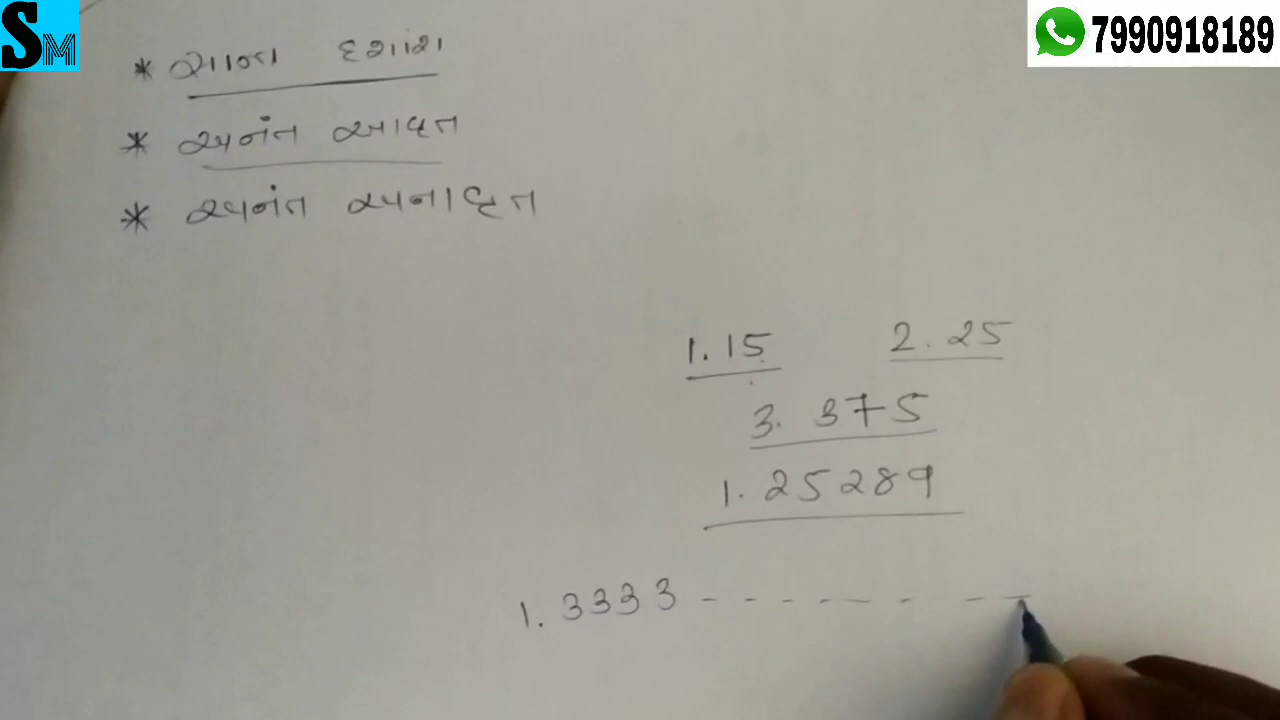 SM
7990918189
* સાન્ત દશાંશ
* અનંત આવૃત
* અનંત અનાવૃત
1.15 2.25
3.375
1.25289
1.3333 - - - - - - -